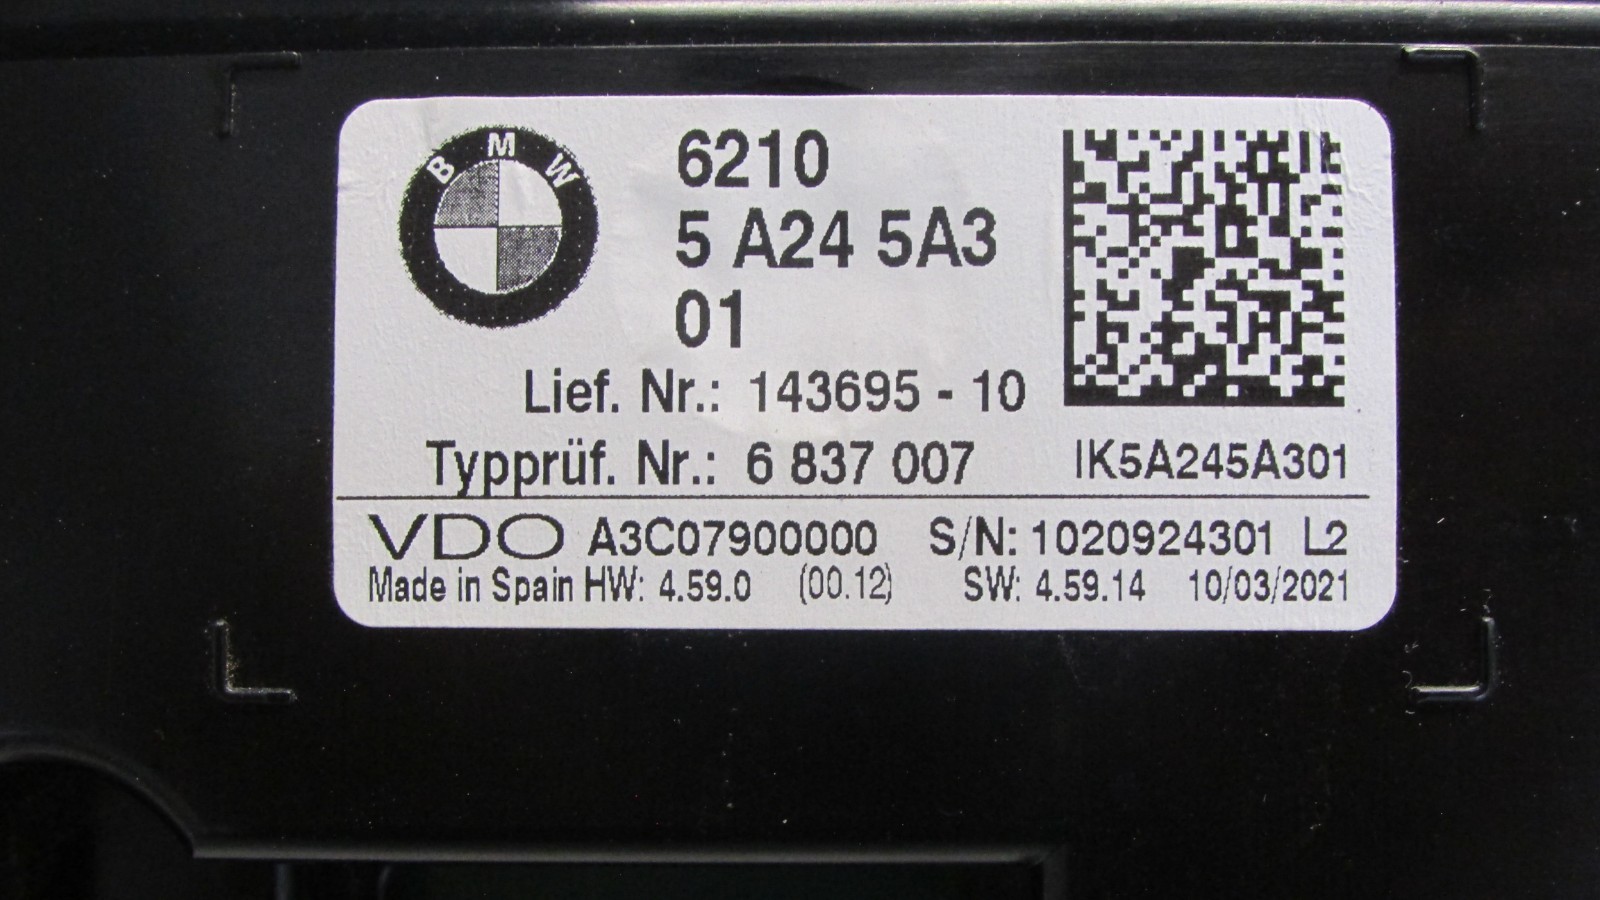 BMW
6210
5 A24 5A3
01
Lief. Nr.: 143695 - 10
Typprüf. Nr.: 6 837 007
IK5A245A301
VDO A3C07900000 S/N: 1020924301 L2
Made in Spain HW: 4.59.0 (00.12) SW: 4.59.14 10/03/2021